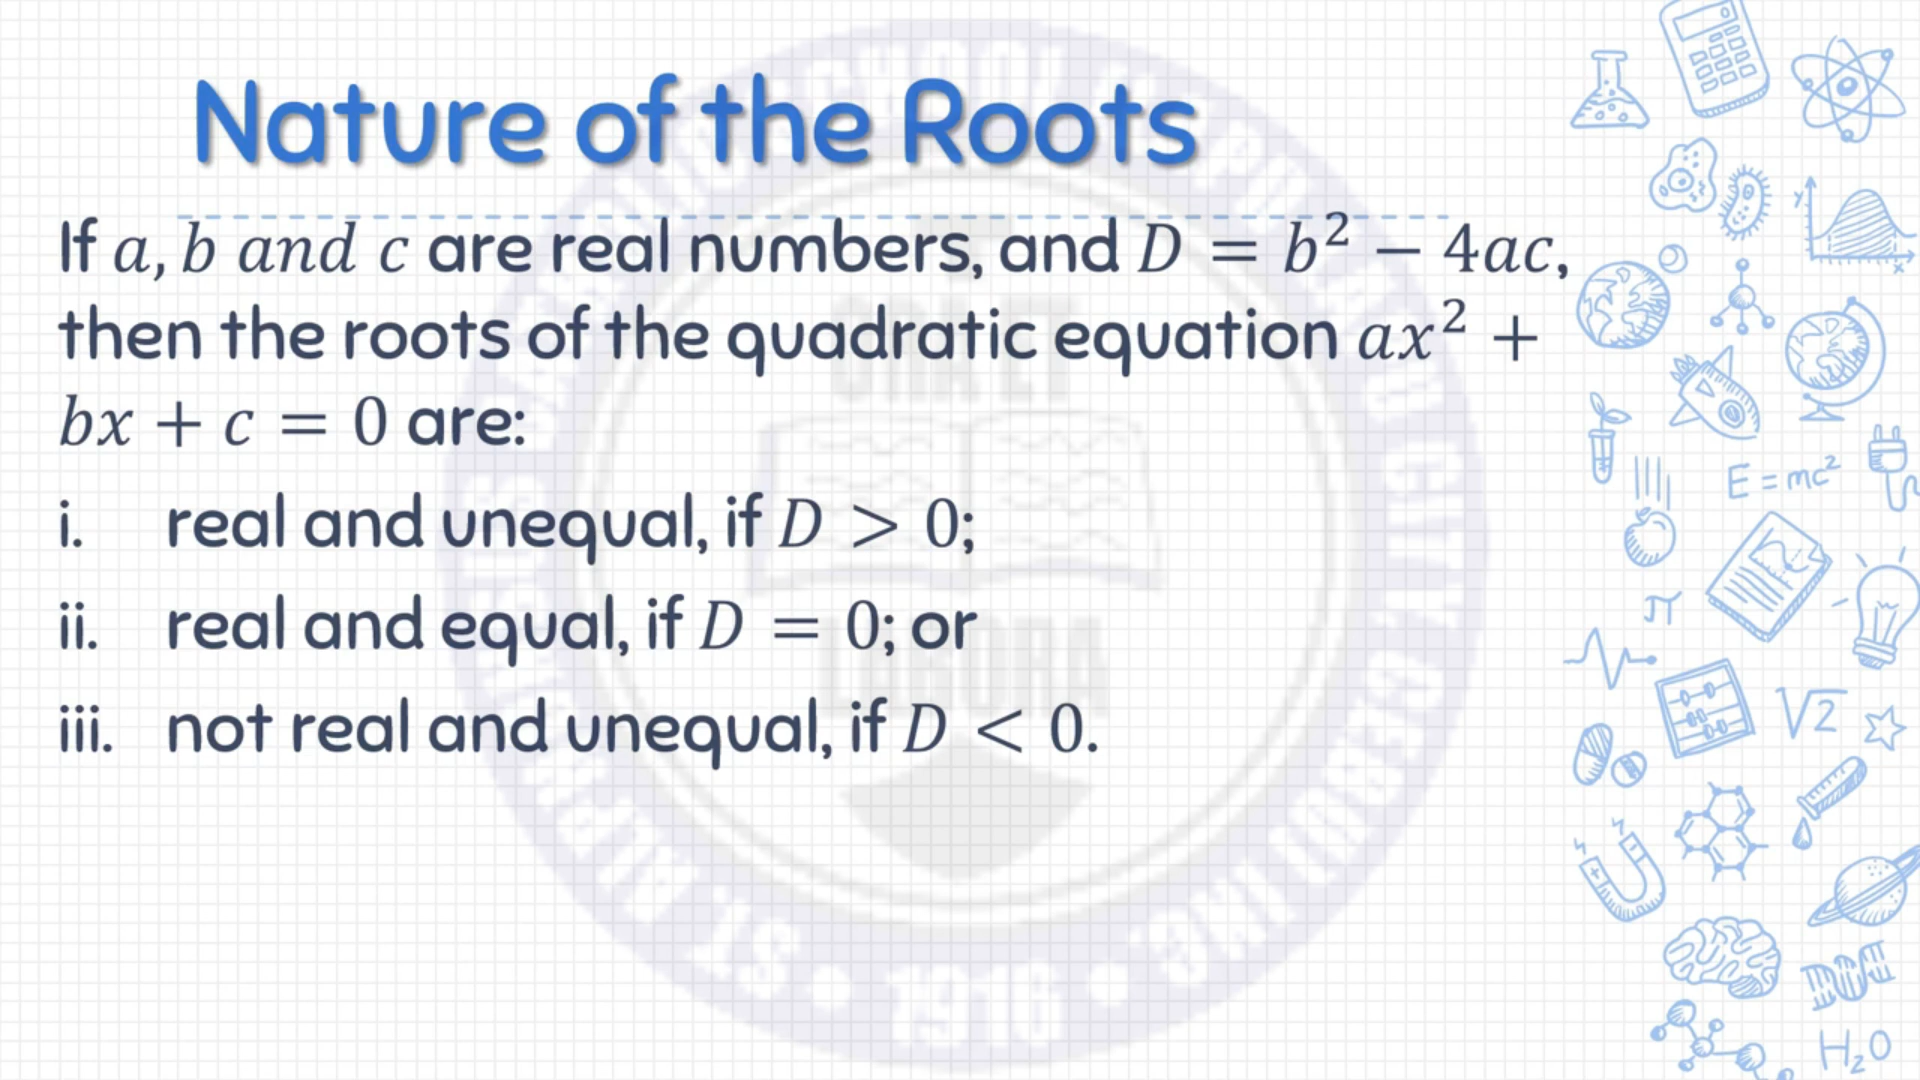 Nature of the Roots
If a, b and c are real numbers, and D = b² − 4ac,
then the roots of the quadratic equation ax² +
bx + c = 0 are:
i. real and unequal, if D > 0;
ii. real and equal, if D = 0; or
iii. not real and unequal, if D < 0.
E = mc²
π
√2
H₂O
y
x
1918